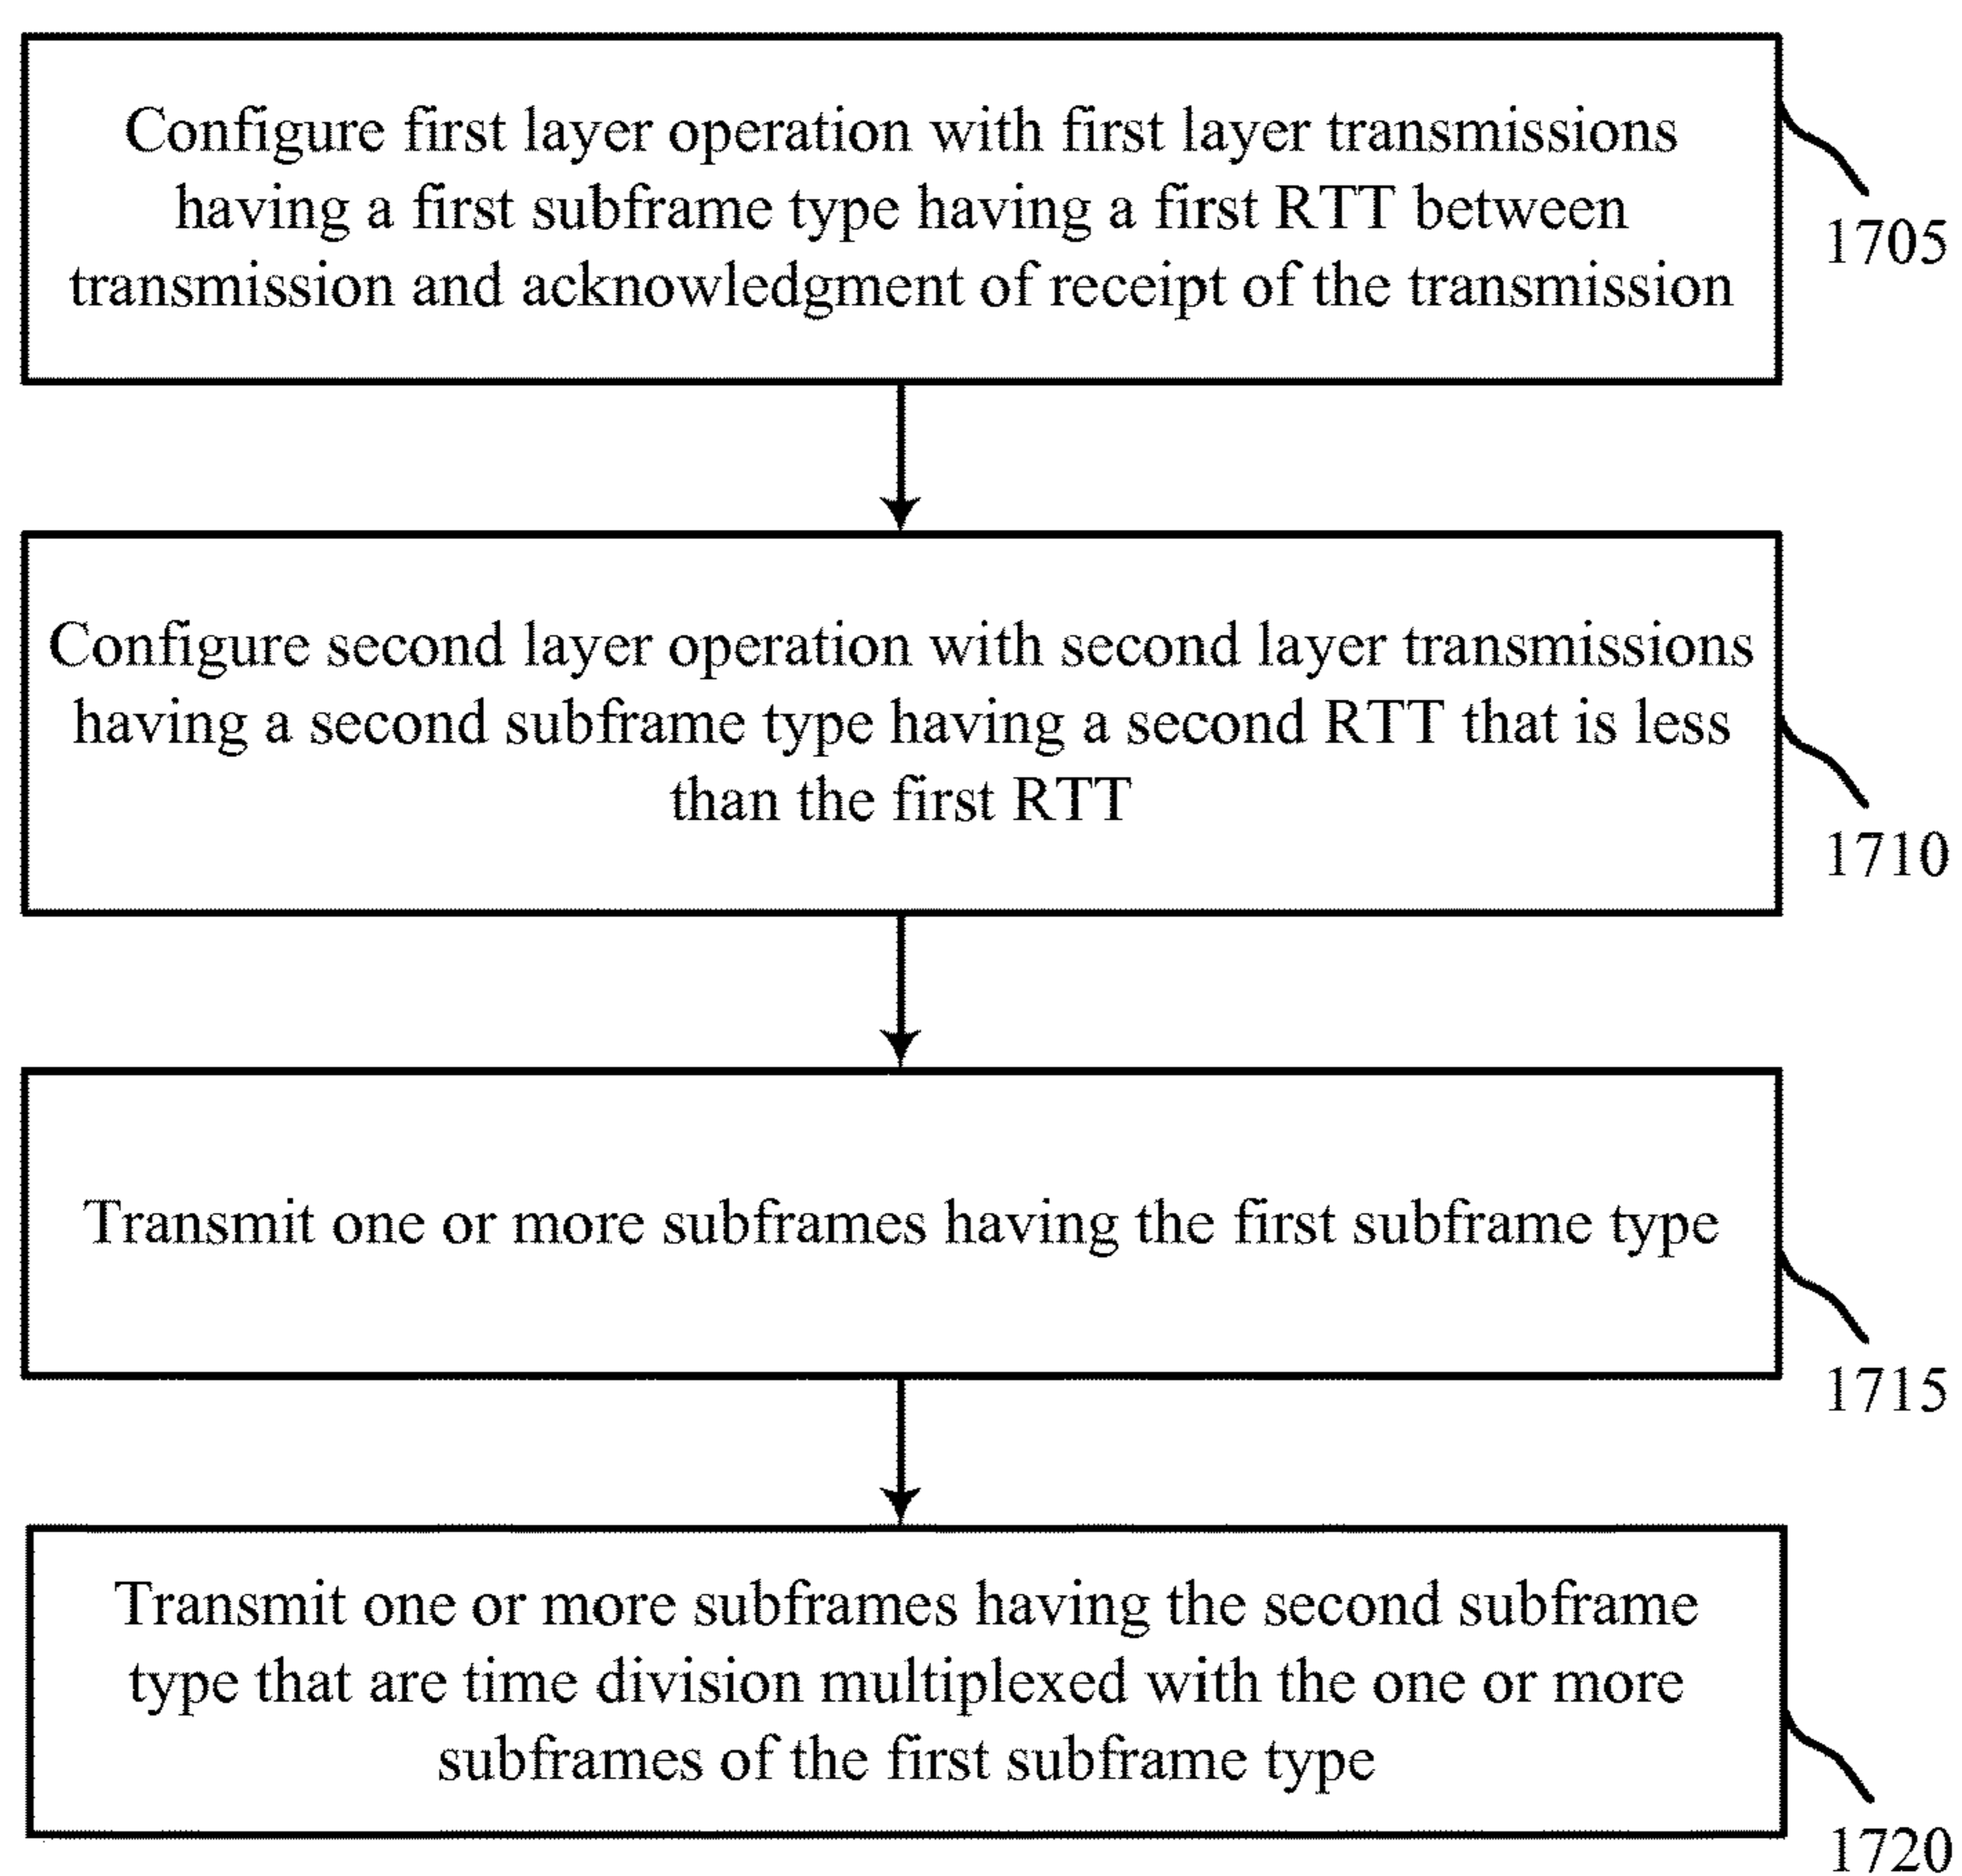 Configure first layer operation with first layer transmissions
having a first subframe type having a first RTT between
transmission and acknowledgment of receipt of the transmission
1705
Configure second layer operation with second layer transmissions
having a second subframe type having a second RTT that is less
than the first RTT
1710
Transmit one or more subframes having the first subframe type
1715
Transmit one or more subframes having the second subframe
type that are time division multiplexed with the one or more
subframes of the first subframe type
1720